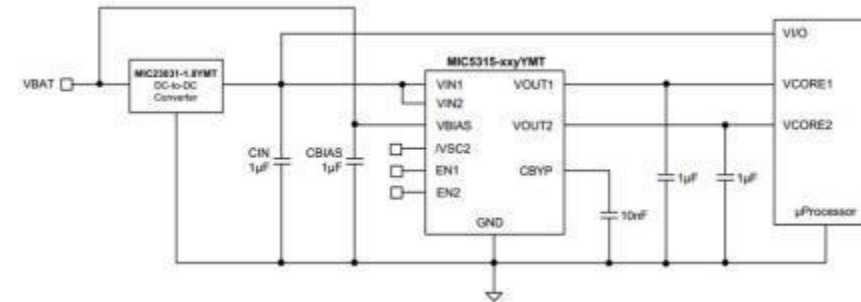 VBAT
MIC23031-1.8YMT
DC-to-DC
Converter
CIN
1µF
CBIAS
1µF
MIC5315-xxyYMT
VIN1
VIN2
VBIAS
/VSC2
EN1
EN2
VOUT1
VOUT2
CBYP
GND
10nF
1µF
1µF
VI/O
VCORE1
VCORE2
µProcessor